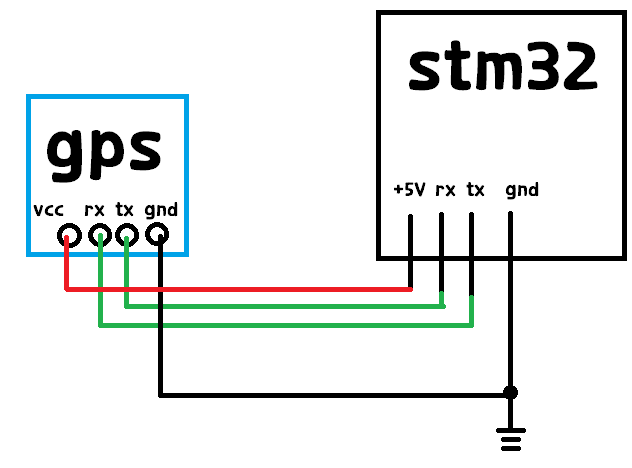 stm32
gps
+5V rx tx gnd
vcc rx tx gnd